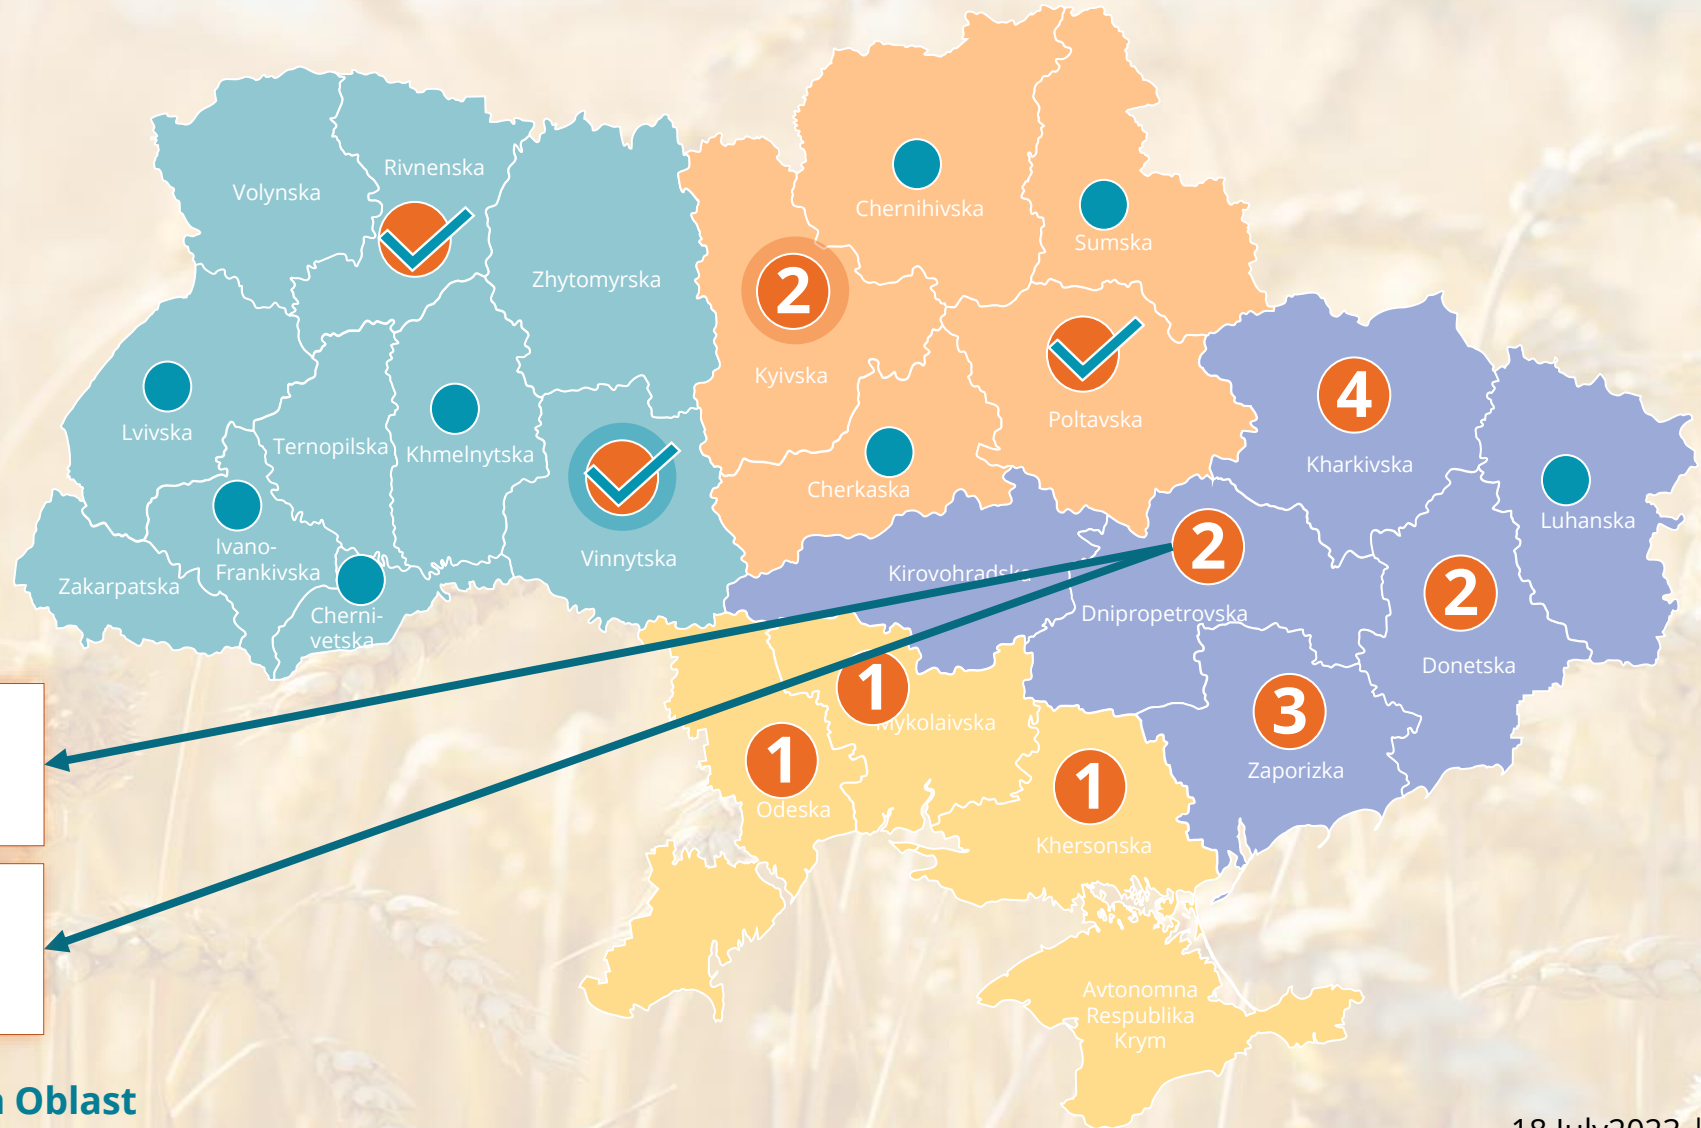 Rivnenska
Volynska
Chernihivska
Sumska
Zhytomyrska
2
Kyivska
4
Poltavska
Lvivska
Ternopilska
Khmelnytska
Kharkivska
Cherkaska
Luhanska
Ivano-
Frankivska
Vinnytska
Zakarpatska
Kirovohradska
2
Dnipropetrovska
2
Cherni-
vetska
Donetska
1
Mykolaivska
3
Zaporizka
1
Odeska
1
Khersonska
Avtonomna
Respublika
Krym
Oblast
18 July2023